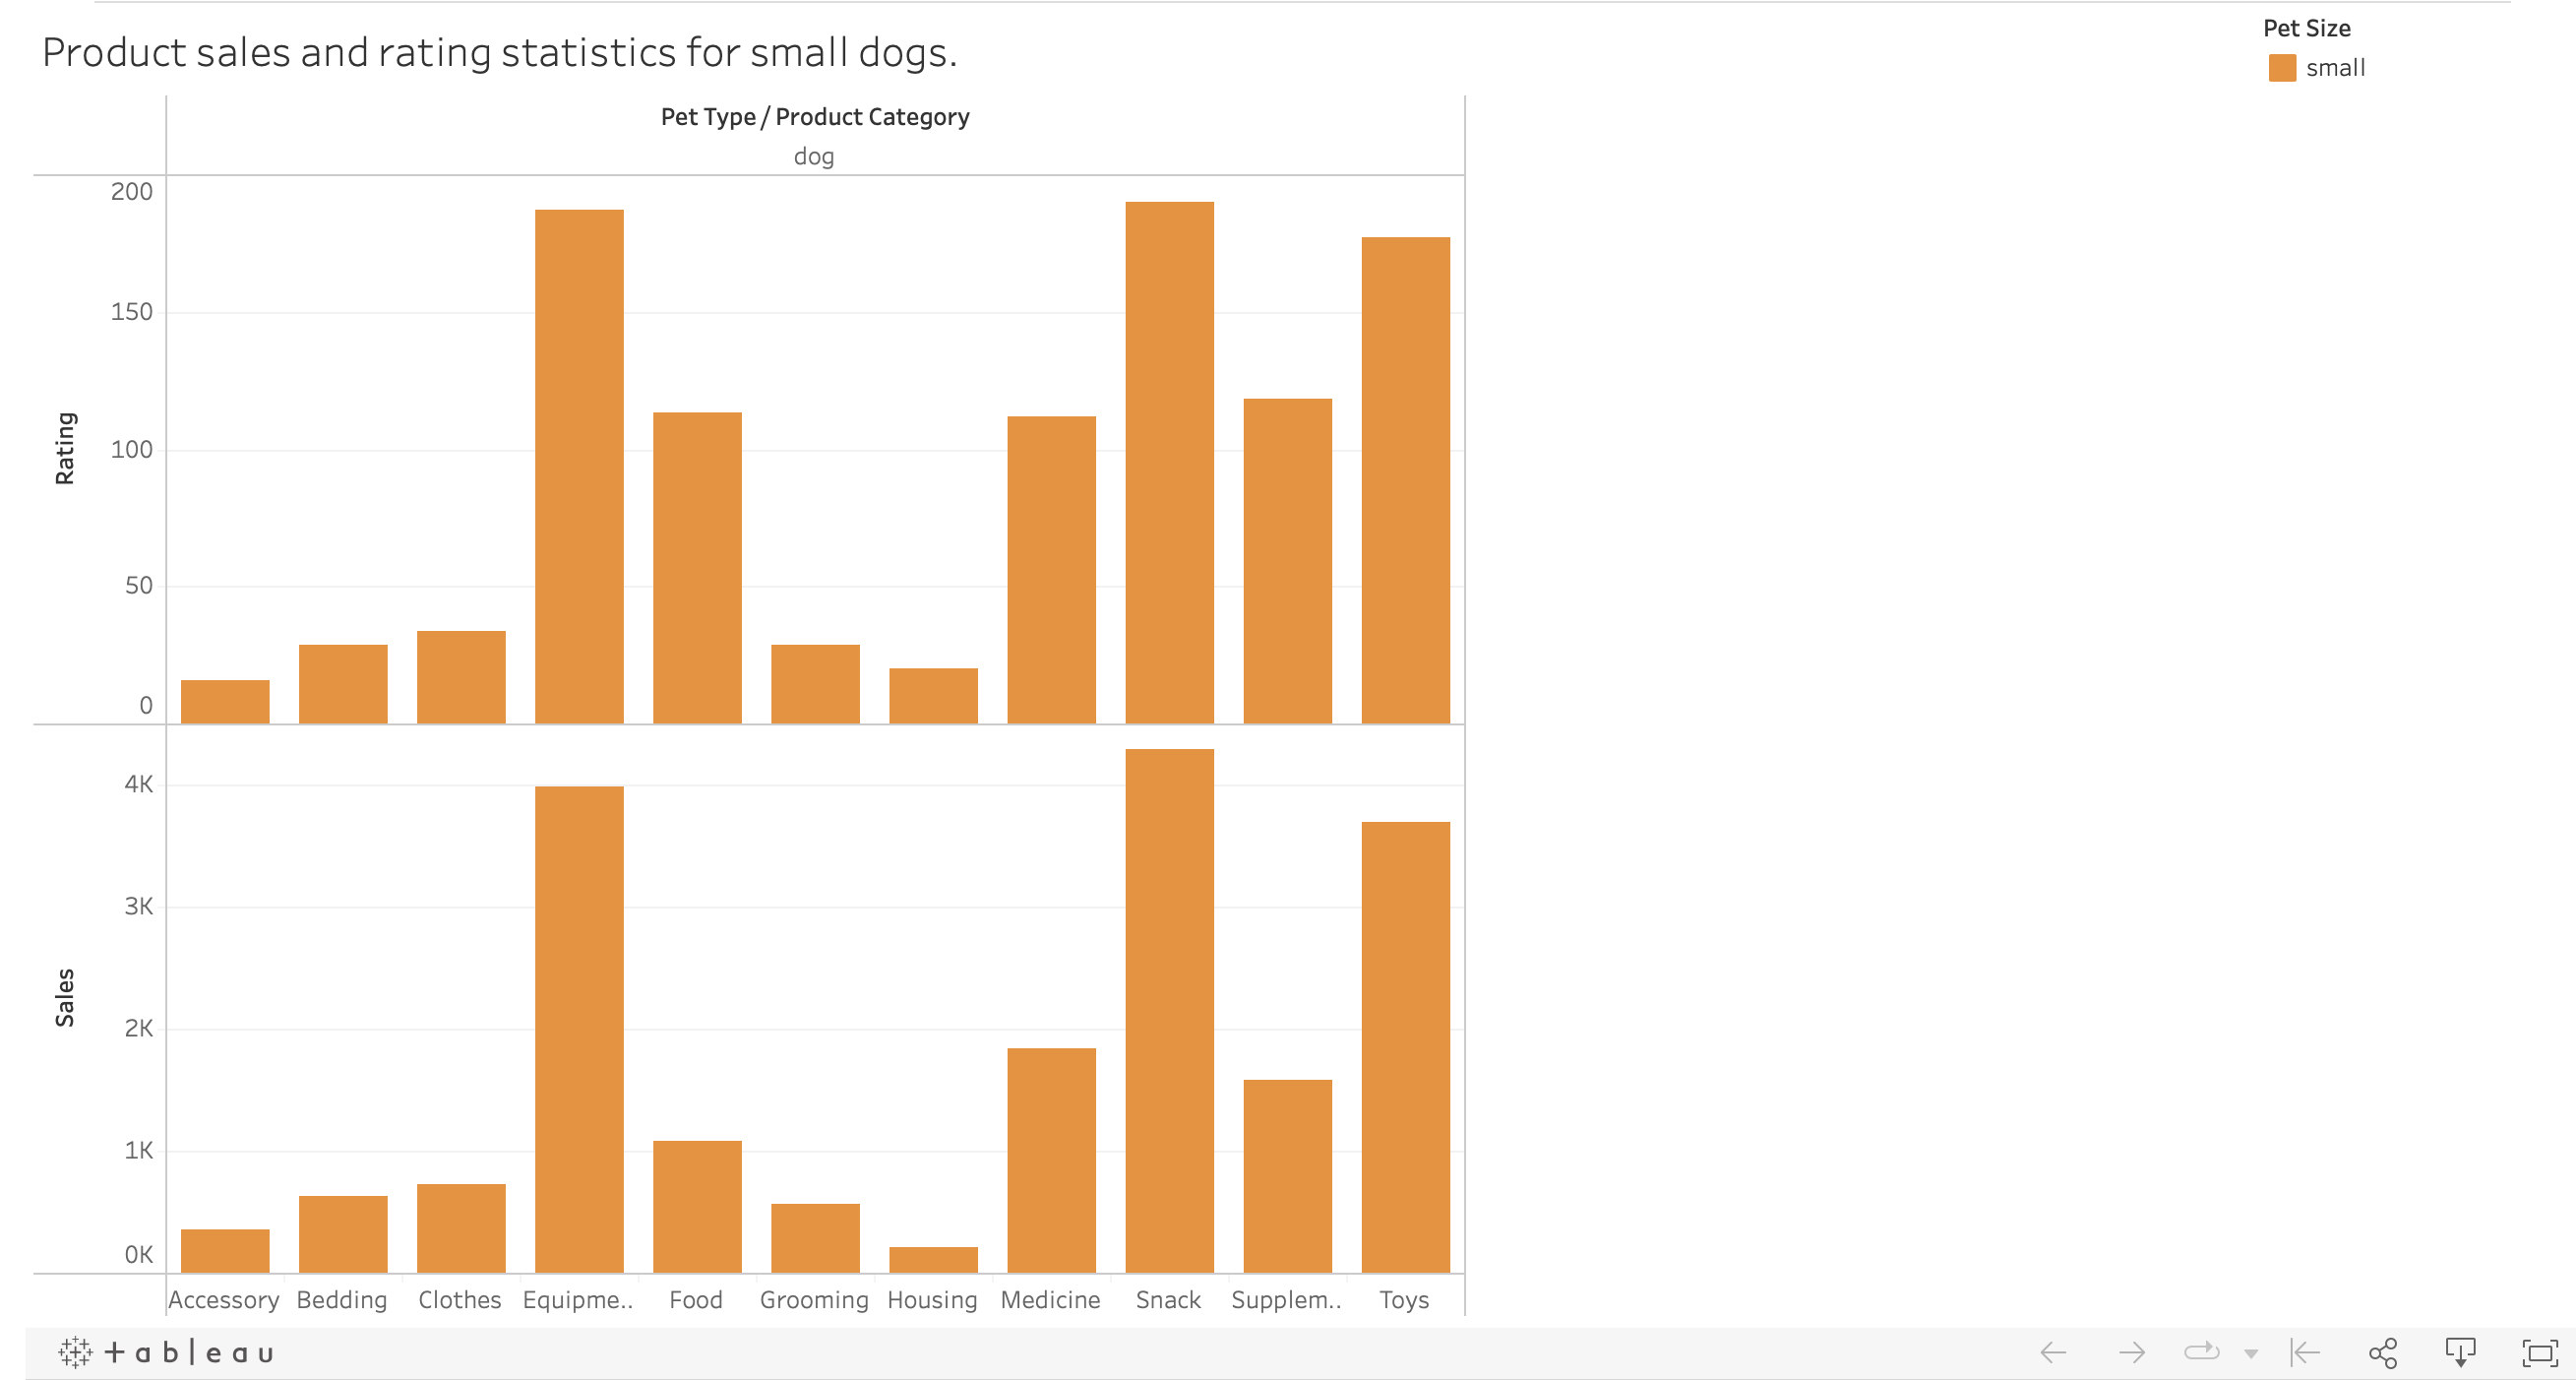 Product sales and rating statistics for small dogs.
Pet Size
small
Pet Type / Product Category
dog
Rating
200
150
100
50
0
Sales
4K
3K
2K
1K
0K
Accessory Bedding Clothes Equipme.. Food Grooming Housing Medicine Snack Supplem.. Toys
+ableau